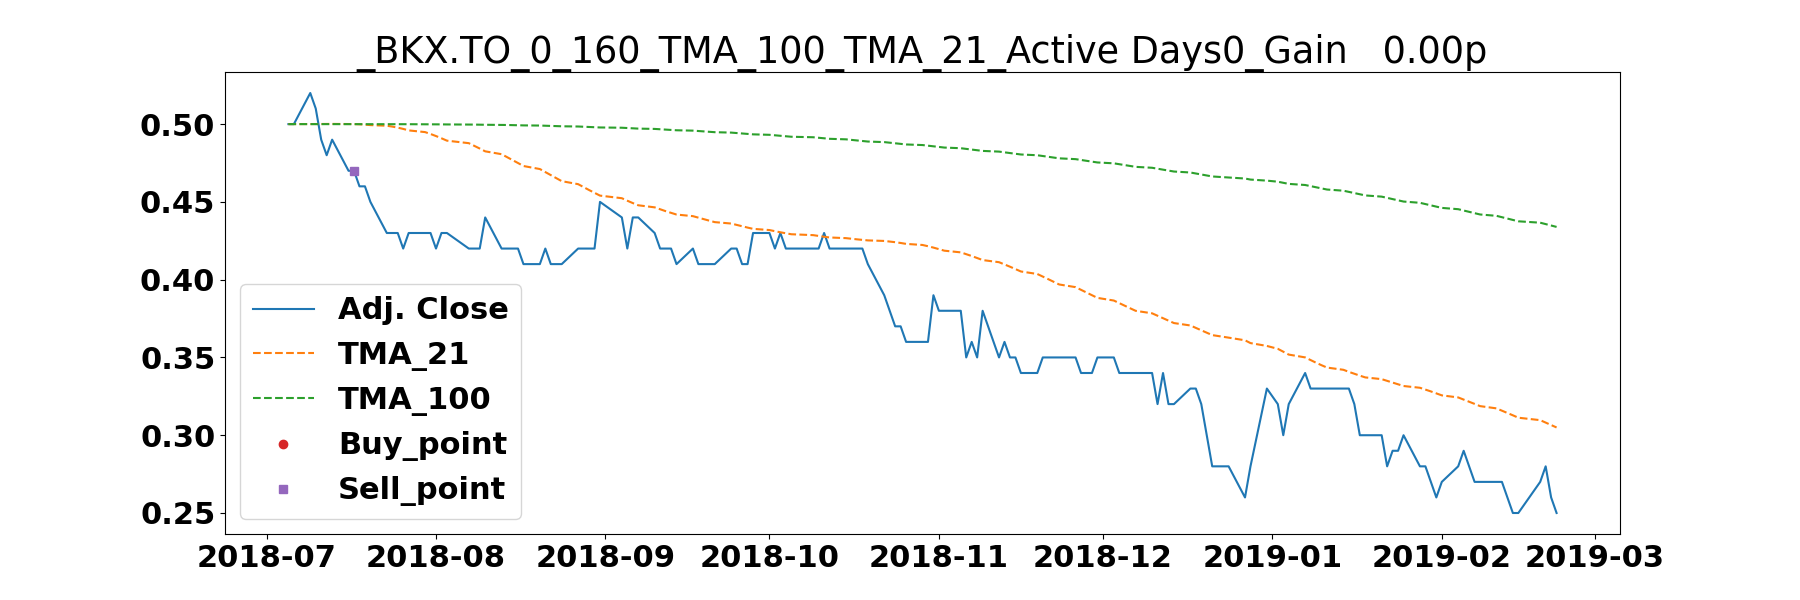 _BKX.TO_0_160_TMA_100_TMA_21_Active Days0_Gain   0.00p
0.50
0.45
0.40
0.35
0.30
0.25
Adj. Close
TMA_21
TMA_100
Buy_point
Sell_point
2018-07 2018-08 2018-09 2018-10 2018-11 2018-12 2019-01 2019-02 2019-03